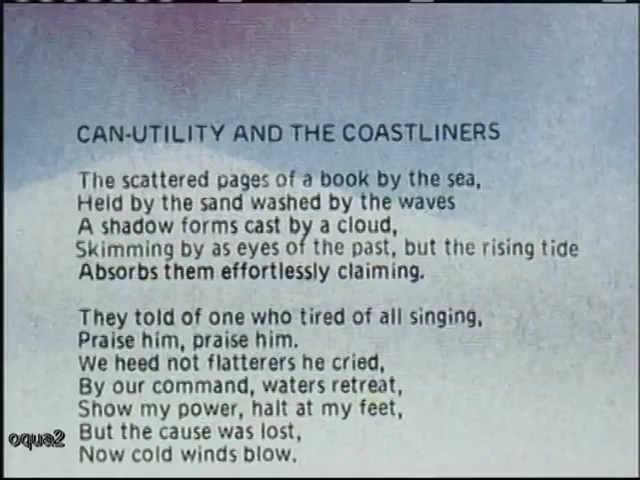 CAN-UTILITY AND THE COASTLINERS
The scattered pages of a book by the sea,
Held by the sand washed by the waves
A shadow forms cast by a cloud,
Skimming by as eyes of the past, but the rising tide
Absorbs them effortlessly claiming.
They told of one who tired of all singing,
Praise him, praise him.
We heed not flatterers he cried,
By our command, waters retreat,
Show my power, halt at my feet,
But the cause was lost,
Now cold winds blow.
oqua2